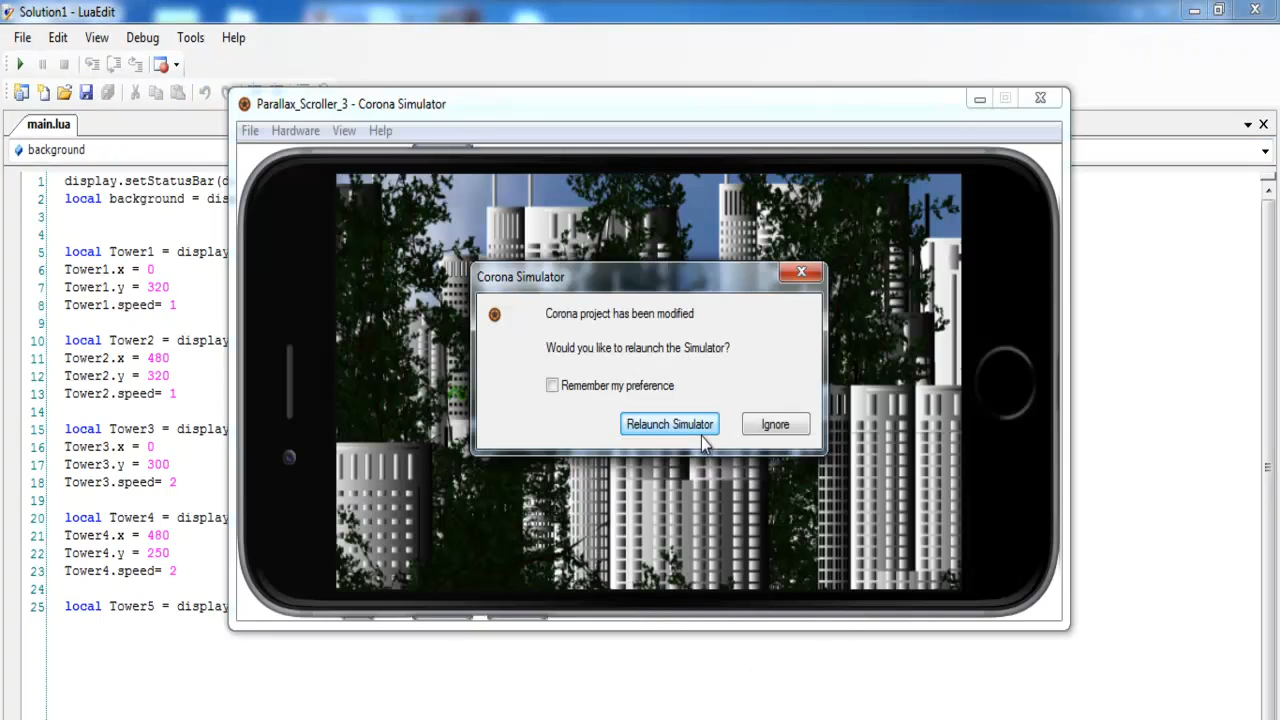 Solution1 - LuaEdit
File Edit View Debug Tools Help
Parallax_Scroller_3 - Corona Simulator
File Hardware View Help
main.lua
background
1 display.setStatusBar(d
2 local background = dis
3
4
5 local Tower1 = display
6 Tower1.x = 0
7 Tower1.y = 320
8 Tower1.speed= 1
9
10 local Tower2 = display
11 Tower2.x = 480
12 Tower2.y = 320
13 Tower2.speed= 1
14
15 local Tower3 = display
16 Tower3.x = 0
17 Tower3.y = 300
18 Tower3.speed= 2
19
20 local Tower4 = display
21 Tower4.x = 480
22 Tower4.y = 250
23 Tower4.speed= 2
24
25 local Tower5 = display
Corona Simulator
Corona project has been modified
Would you like to relaunch the Simulator?
Remember my preference
Relaunch Simulator Ignore